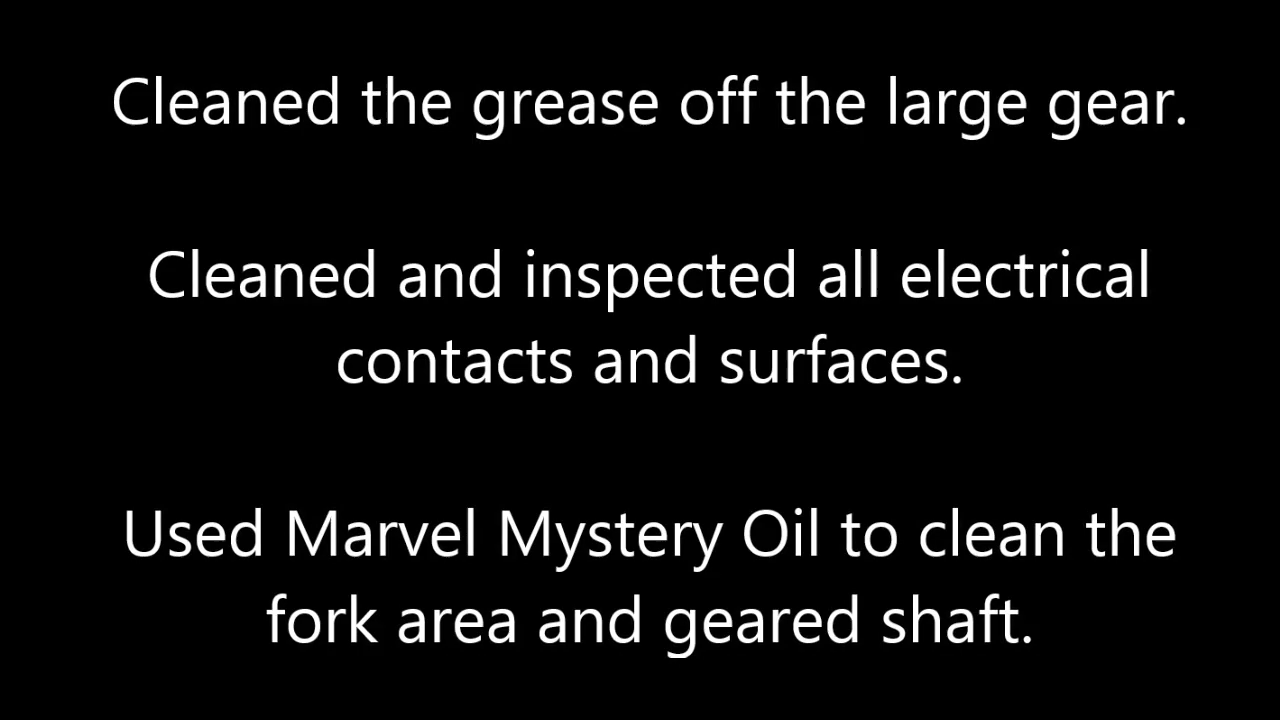 Cleaned the grease off the large gear.
Cleaned and inspected all electrical
contacts and surfaces.
Used Marvel Mystery Oil to clean the
fork area and geared shaft.